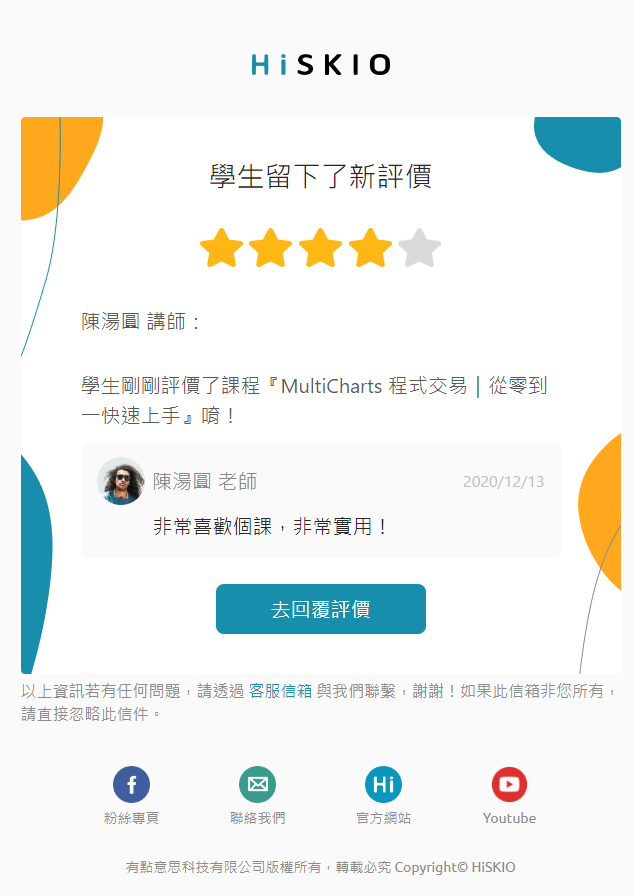 HiSKIO
學生留下了新評價
陳湯圓 講師：
學生剛剛評價了課程『MultiCharts 程式交易｜從零到
一快速上手』唷！
陳湯圓 老師
2020/12/13
非常喜歡個課，非常實用！
去回覆評價
以上資訊若有任何問題，請透過 客服信箱 與我們聯繫，謝謝！如果此信箱非您所有，
請直接忽略此信件。
f
Hi
粉絲專頁
聯絡我們
官方網站
Youtube
有點意思科技有限公司版權所有，轉載必究 Copyright© HiSKIO